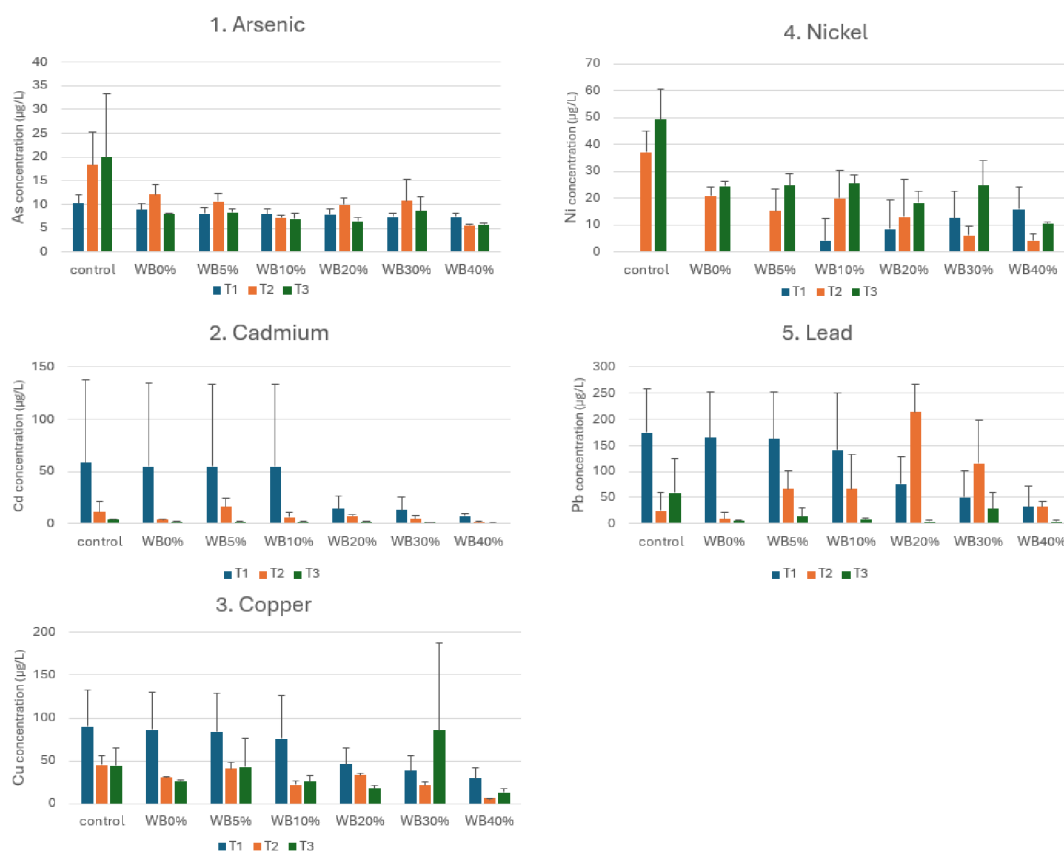 1. Arsenic
As concentration (µg/L)
40
35
30
25
20
15
10
5
0
control WB0% WB5% WB10% WB20% WB30% WB40%
T1 T2 T3
4. Nickel
Ni concentration (µg/L)
70
60
50
40
30
20
10
0
control WB0% WB5% WB10% WB20% WB30% WB40%
T1 T2 T3
2. Cadmium
Cd concentration (µg/L)
150
100
50
0
control WB0% WB5% WB10% WB20% WB30% WB40%
T1 T2 T3
5. Lead
Pb concentration (µg/L)
300
250
200
150
100
50
0
control WB0% WB5% WB10% WB20% WB30% WB40%
T1 T2 T3
3. Copper
Cu concentration (µg/L)
200
150
100
50
0
control WB0% WB5% WB10% WB20% WB30% WB40%
T1 T2 T3